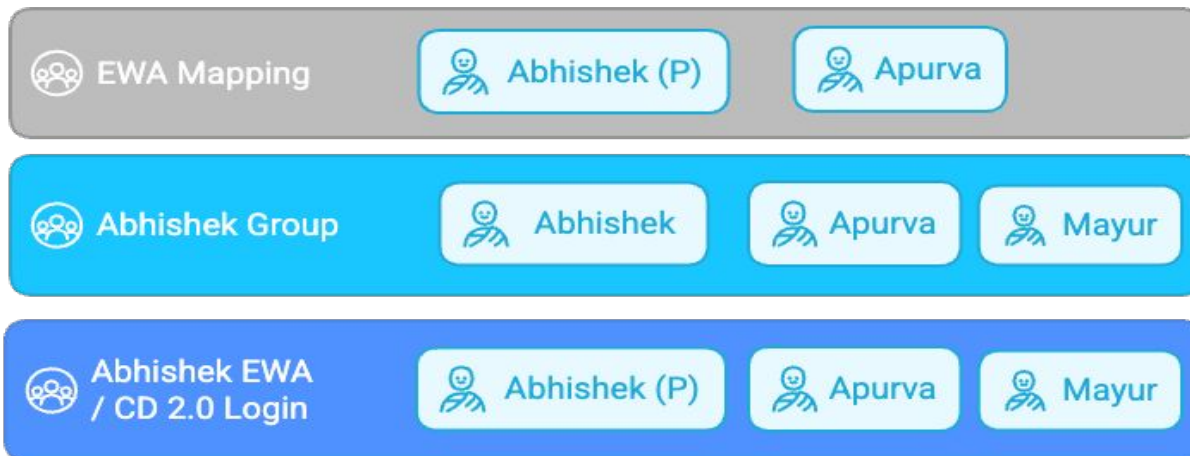 EWA Mapping Abhishek (P) Apurva
Abhishek Group Abhishek Apurva Mayur
Abhishek EWA
/ CD 2.0 Login
Abhishek (P) Apurva Mayur